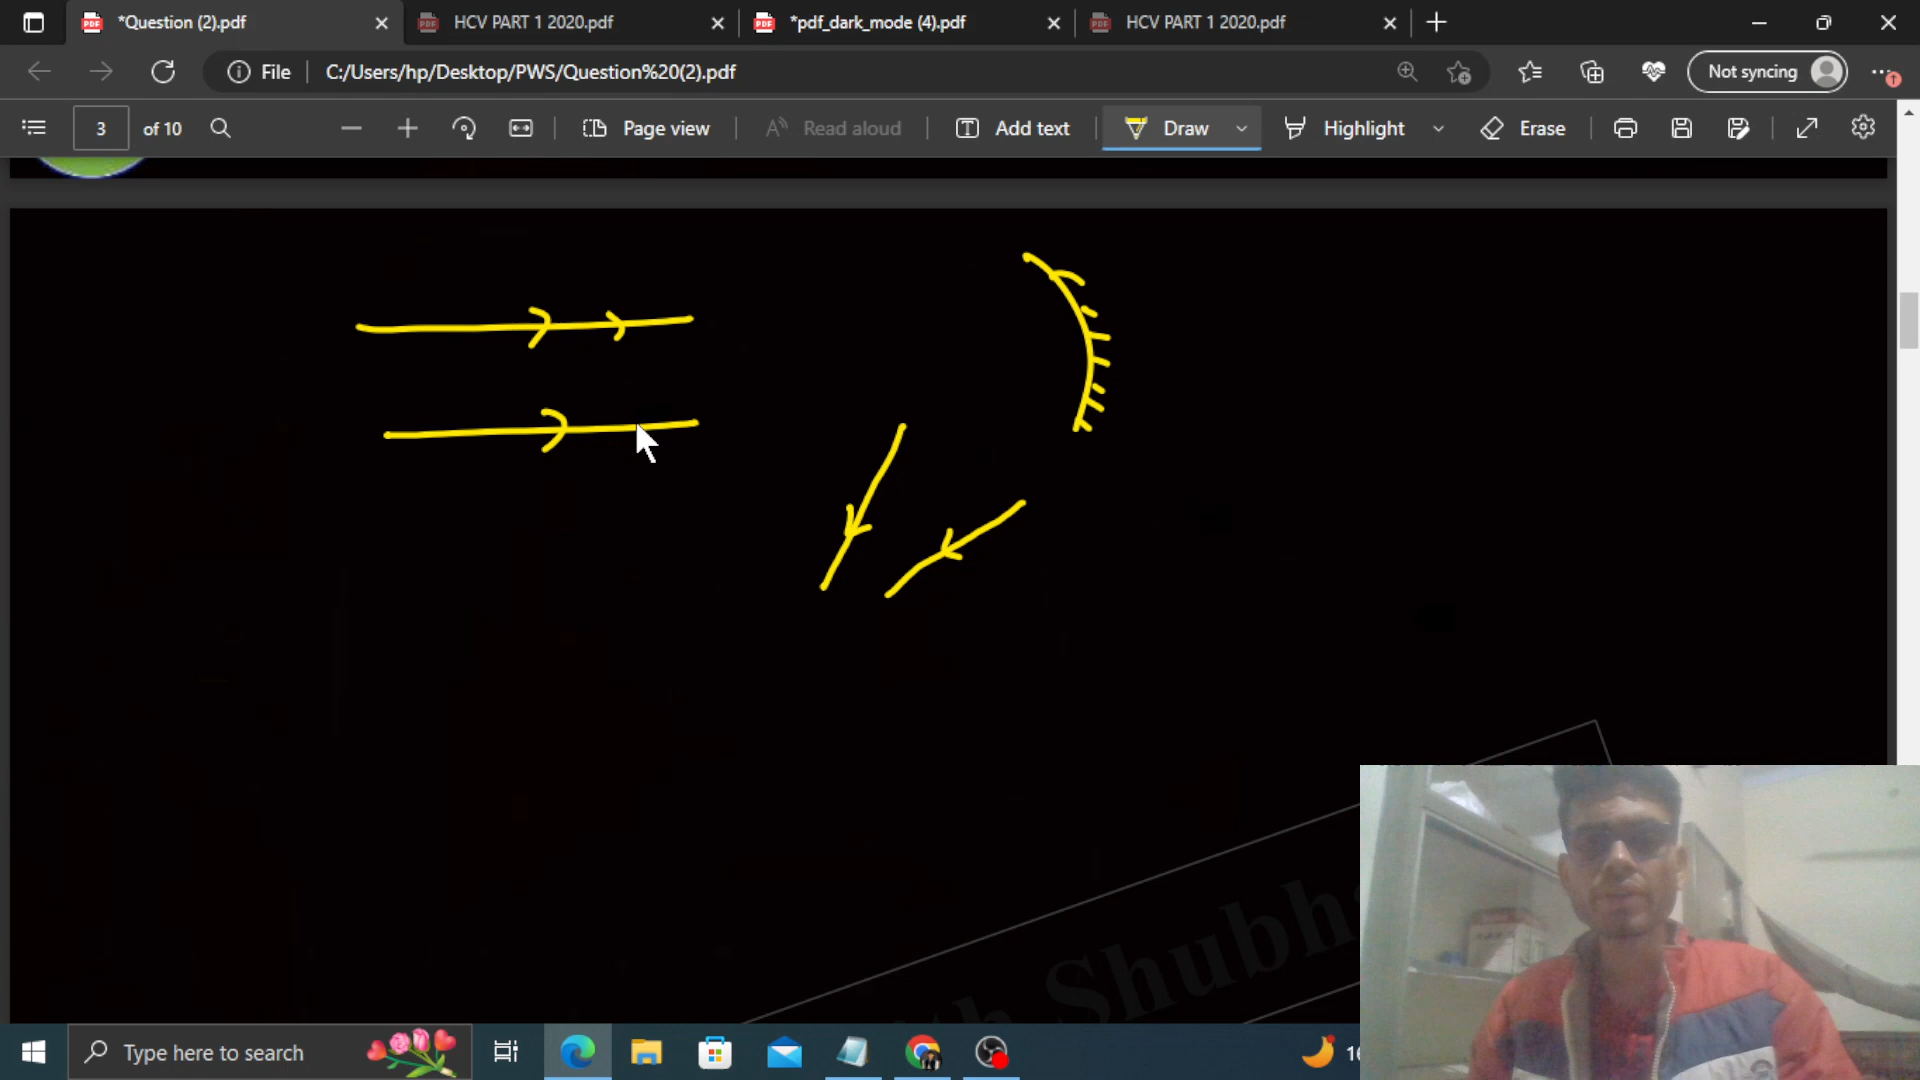 *Question (2).pdf
HCV PART 1 2020.pdf
*pdf_dark_mode (4).pdf
HCV PART 1 2020.pdf
File
C:/Users/hp/Desktop/PWS/Question%20(2).pdf
Not syncing
3
of 10
Page view
Read aloud
Add text
Draw
Highlight
Erase
Type here to search